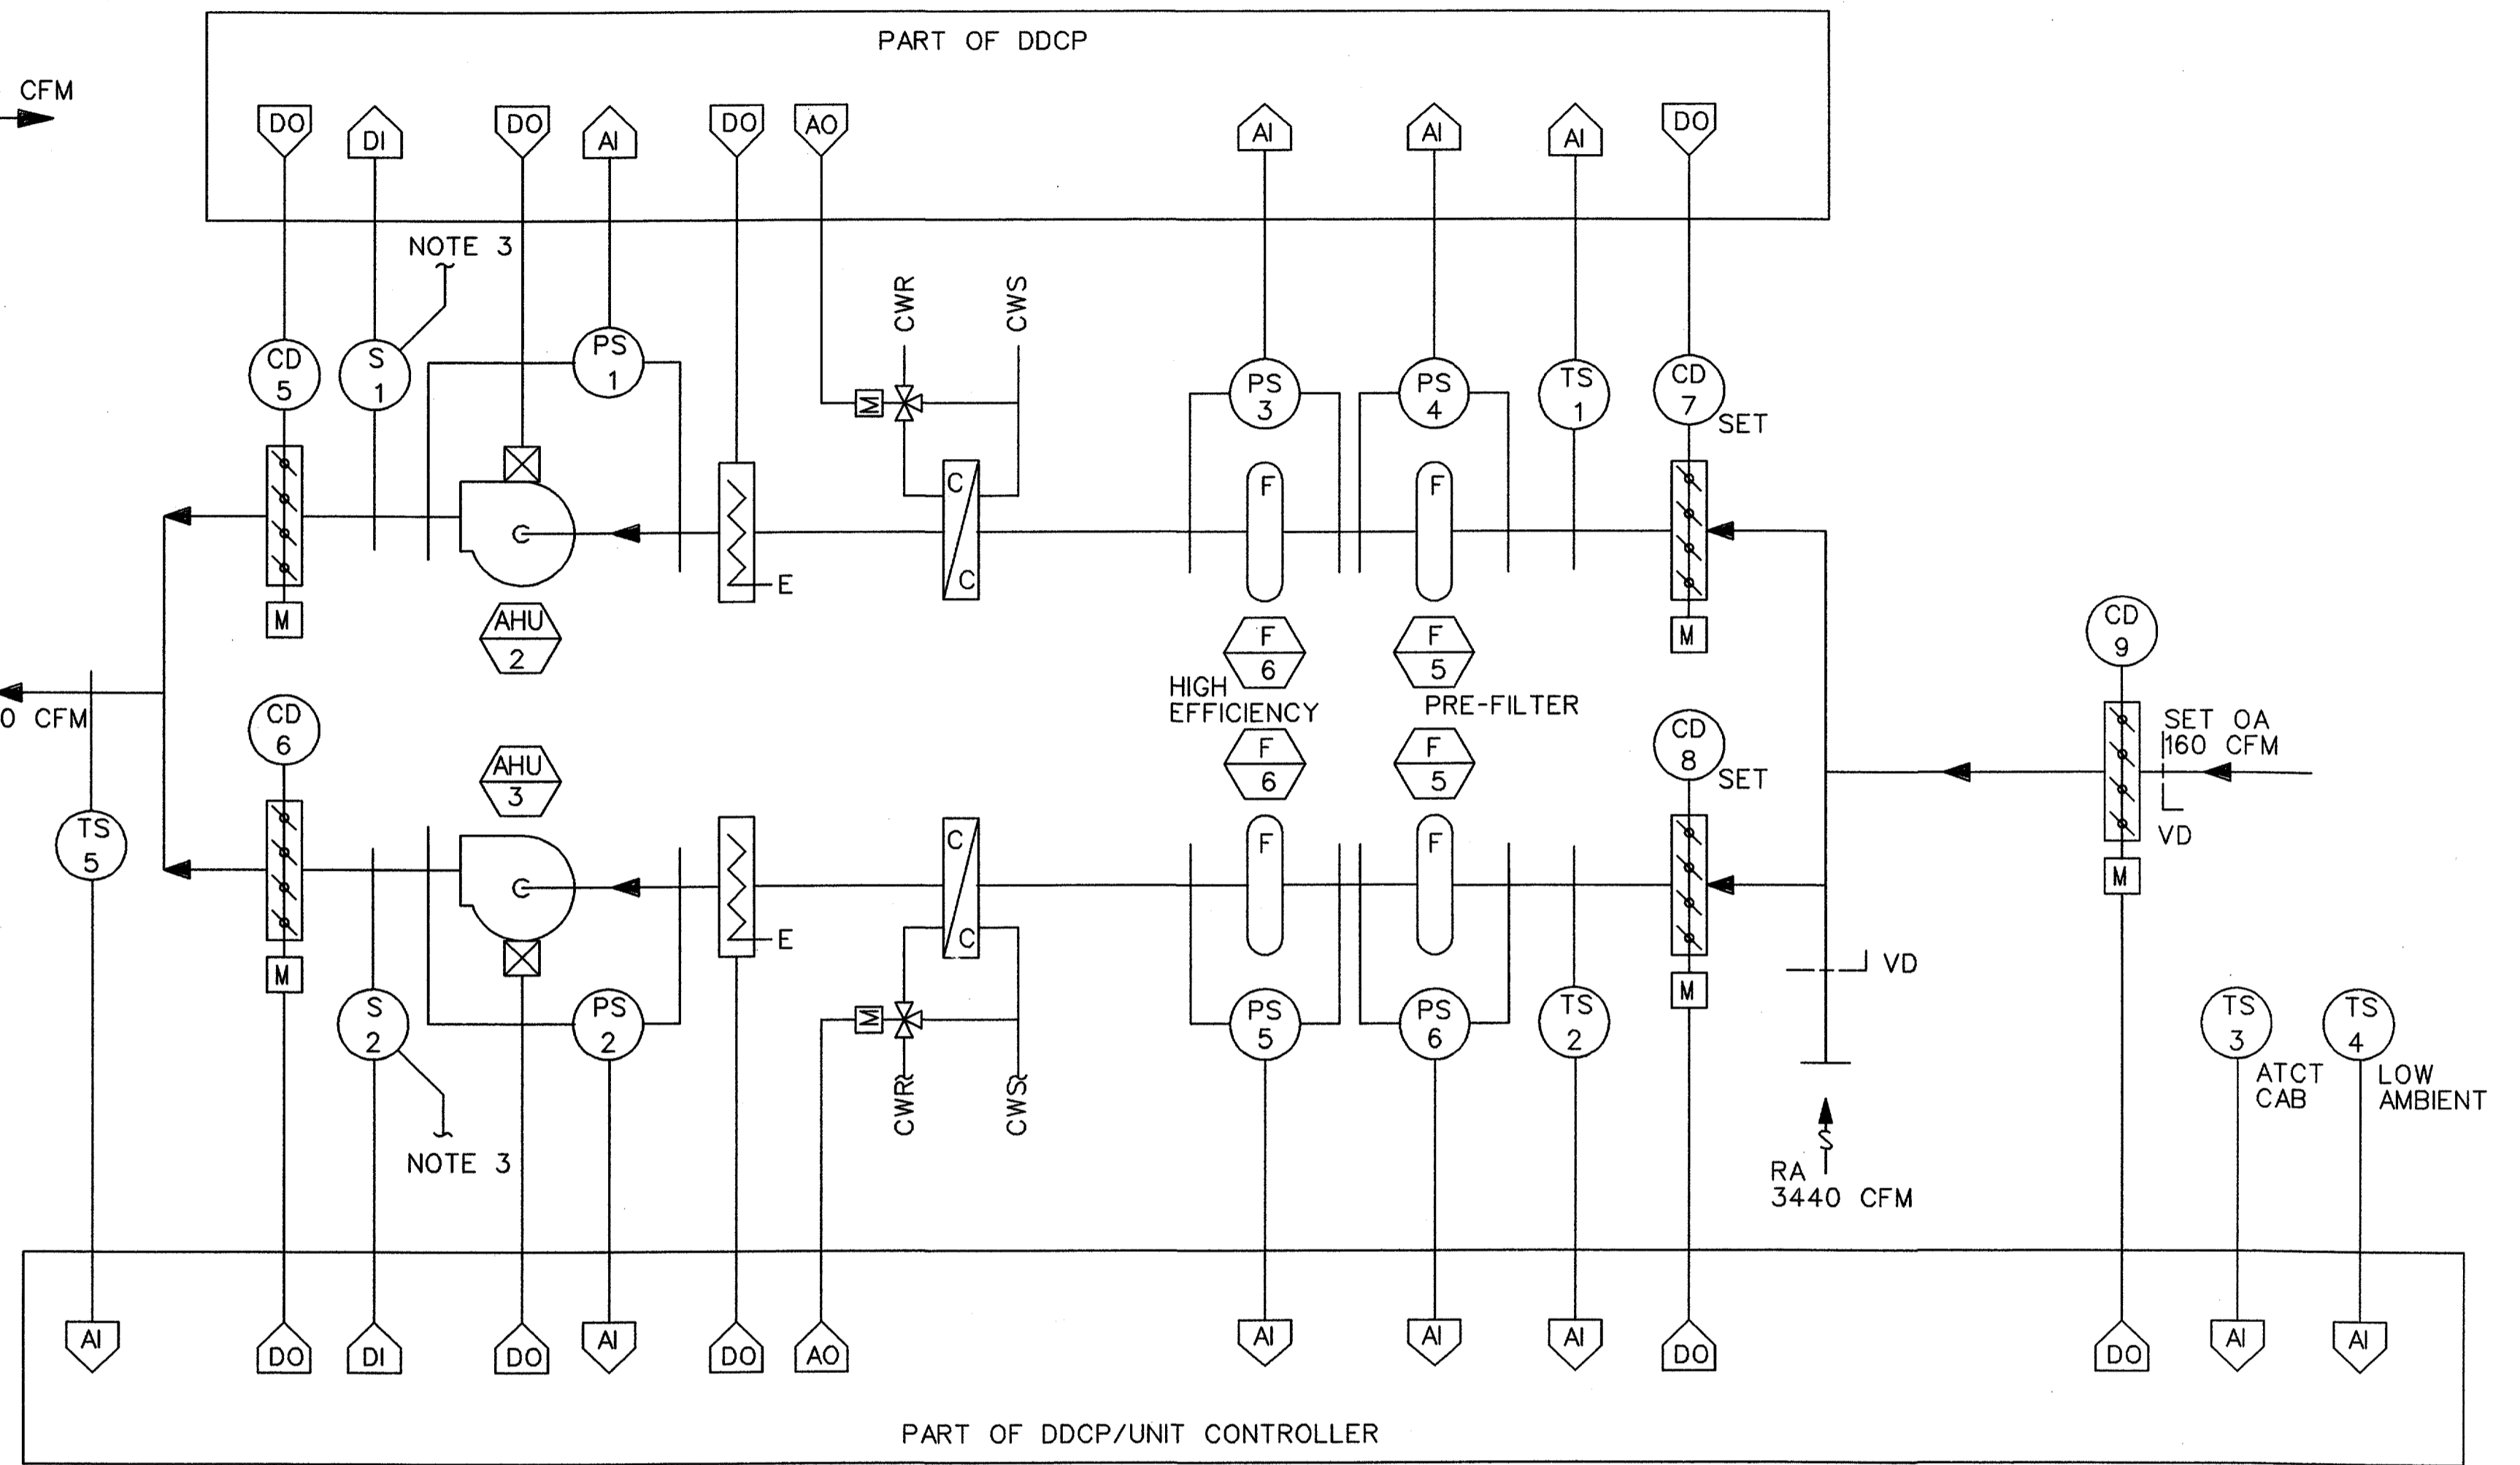 PART OF DDCP
CFM
DO
DI
DO
AI
DO
AO
AI
AI
AI
DO
NOTE 3
CWR
CWS
CD
5
S
1
PS
1
PS
3
PS
4
TS
1
CD
7
SET
M
C
C
C
F
F
E
M
M
AHU
2
F
6
F
5
CD
9
HIGH
EFFICIENCY
PRE-FILTER
0 CFM
CD
6
CD
8
SET
SET OA
160 CFM
VD
AHU
3
F
6
F
5
TS
5
C
C
C
F
F
E
M
M
M
VD
S
2
PS
2
M
PS
5
PS
6
TS
2
TS
3
ATCT
CAB
TS
4
LOW
AMBIENT
CWR
CWS
NOTE 3
RA
3440 CFM
AI
DO
DI
DO
AI
DO
AO
AI
AI
AI
DO
DO
AI
AI
PART OF DDCP/UNIT CONTROLLER